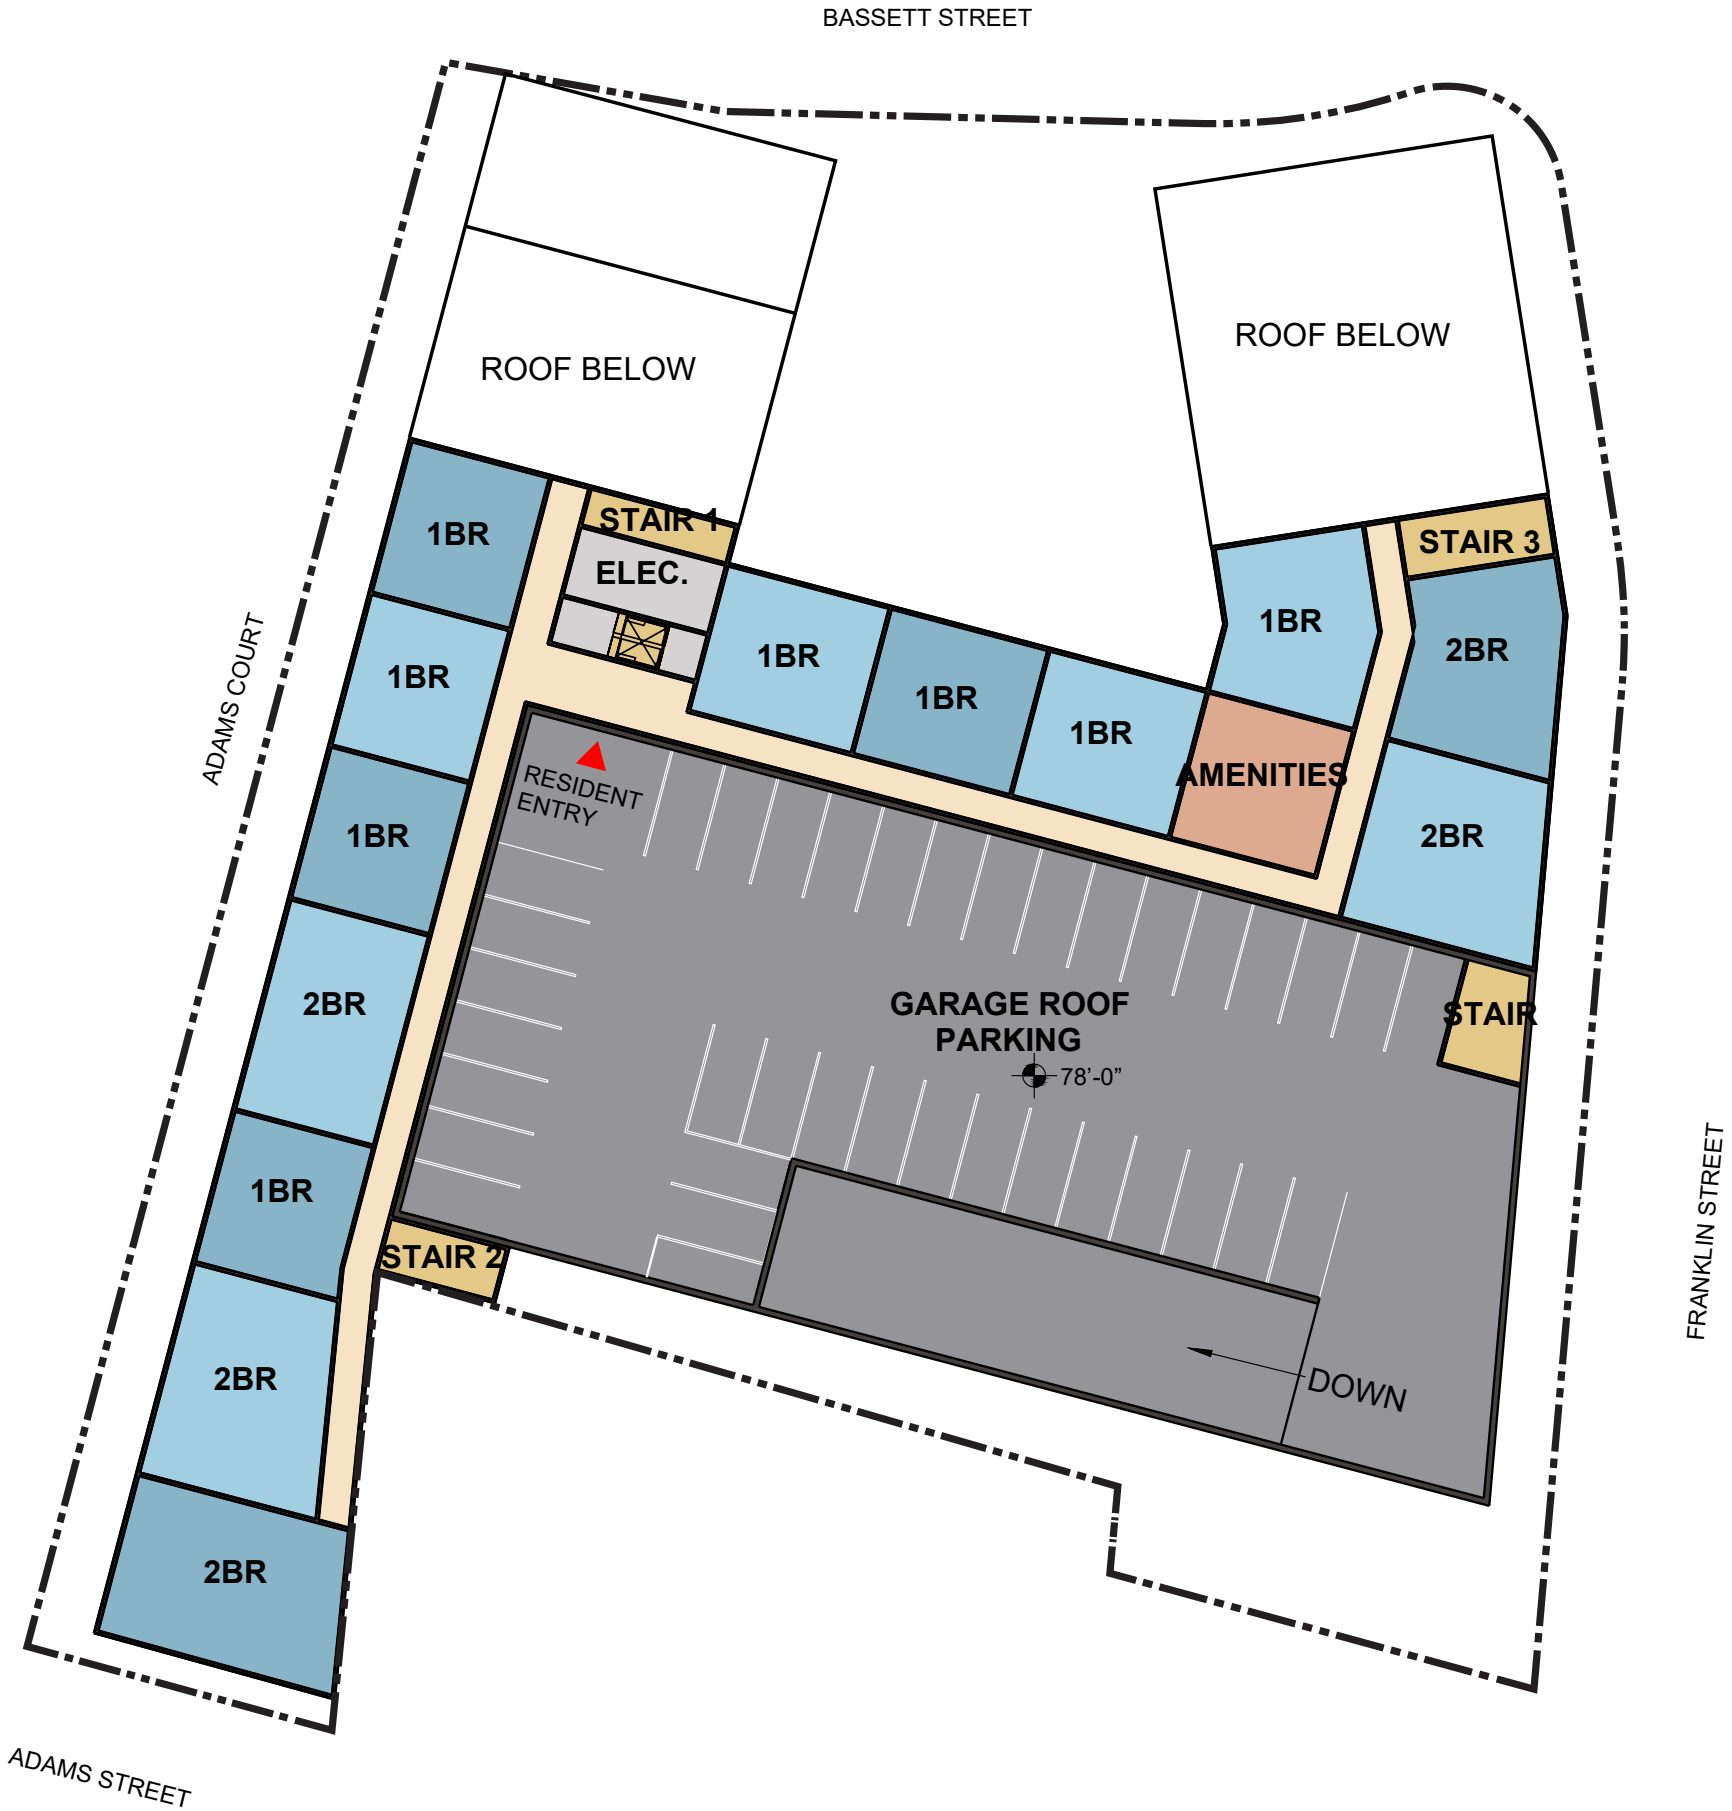 BASSETT STREET
ROOF BELOW
ROOF BELOW
1BR
STAIR 1
STAIR 3
ELEC.
1BR
2BR
1BR
1BR
ADAMS COURT
1BR
1BR
AMENITIES
RESIDENT
ENTRY
1BR
2BR
2BR
GARAGE ROOF
PARKING
STAIR
78’-0”
1BR
STAIR 2
FRANKLIN STREET
2BR
DOWN
2BR
ADAMS STREET